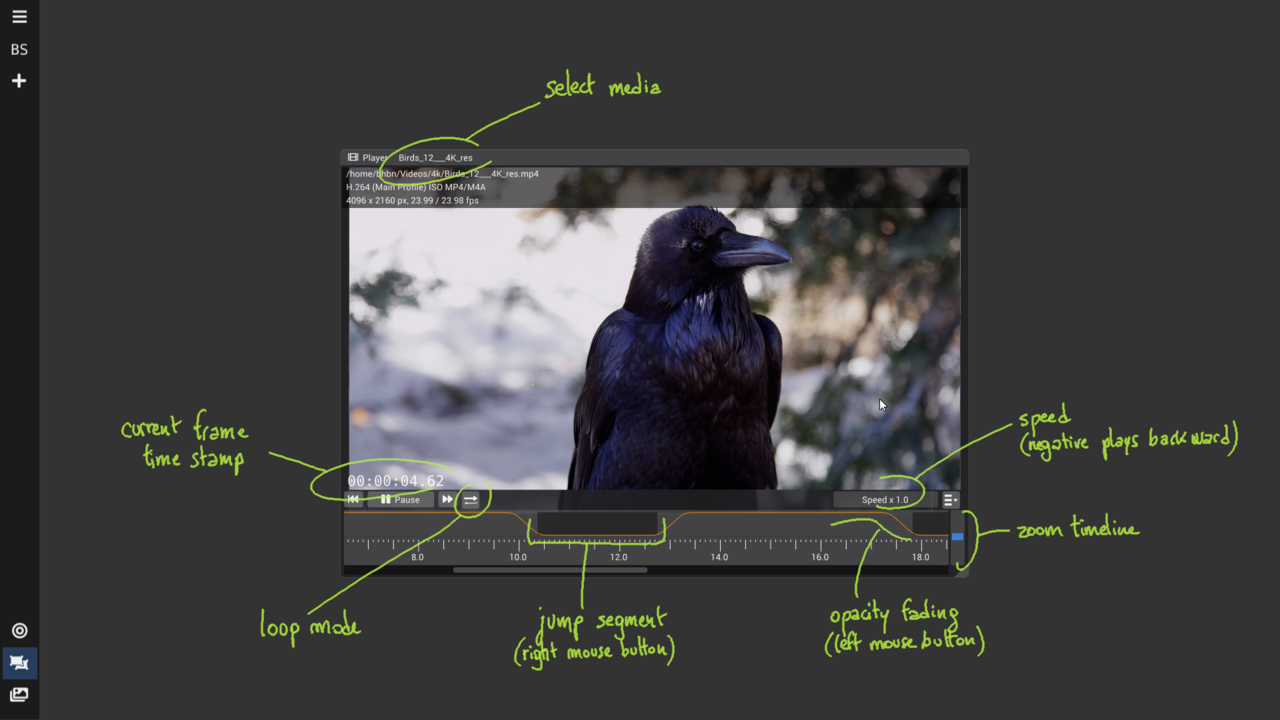 BS
select media
Player Birds_12___4K_res
/home/bhbn/Videos/4k/Birds_12___4K_res.mp4
H.264 (Main Profile) ISO MP4/M4A
4096 x 2160 px, 23.99 / 23.98 fps
current frame
time stamp
speed
(negative plays backward)
00:00:04.62
Pause
Speed x 1.0
zoom timeline
8.0 10.0 12.0 14.0 16.0 18.0
loop mode
jump segment
(right mouse button)
opacity fading
(left mouse button)